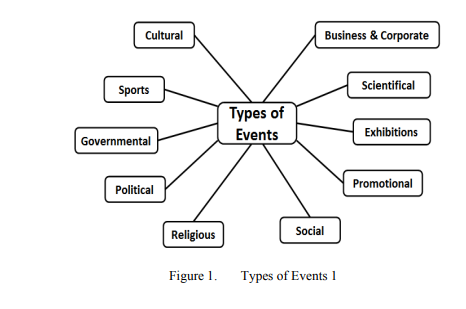 Cultural
Business & Corporate
Sports
Scientifical
Types of
Events
Governmental
Exhibitions
Political
Promotional
Religious
Social
Figure 1. Types of Events 1